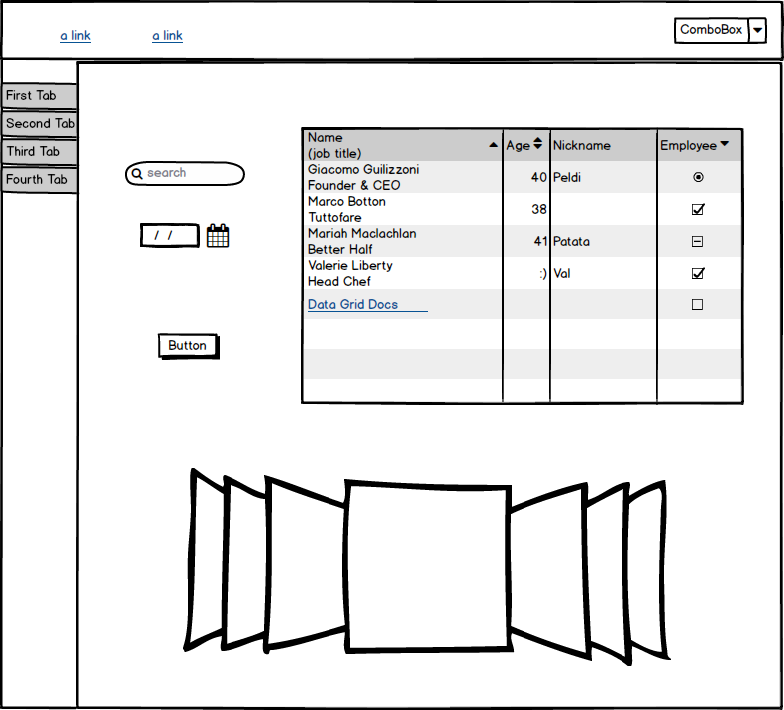 a link
a link
ComboBox
First Tab
Second Tab
Third Tab
Fourth Tab
search
/ /
Button
Name
(job title)
Age
Nickname
Employee
Giacomo Guilizzoni
Founder & CEO
40
Peldi
Marco Botton
Tuttofare
38
Mariah Maclachlan
Better Half
41
Patata
Valerie Liberty
Head Chef
:)
Val
Data Grid Docs